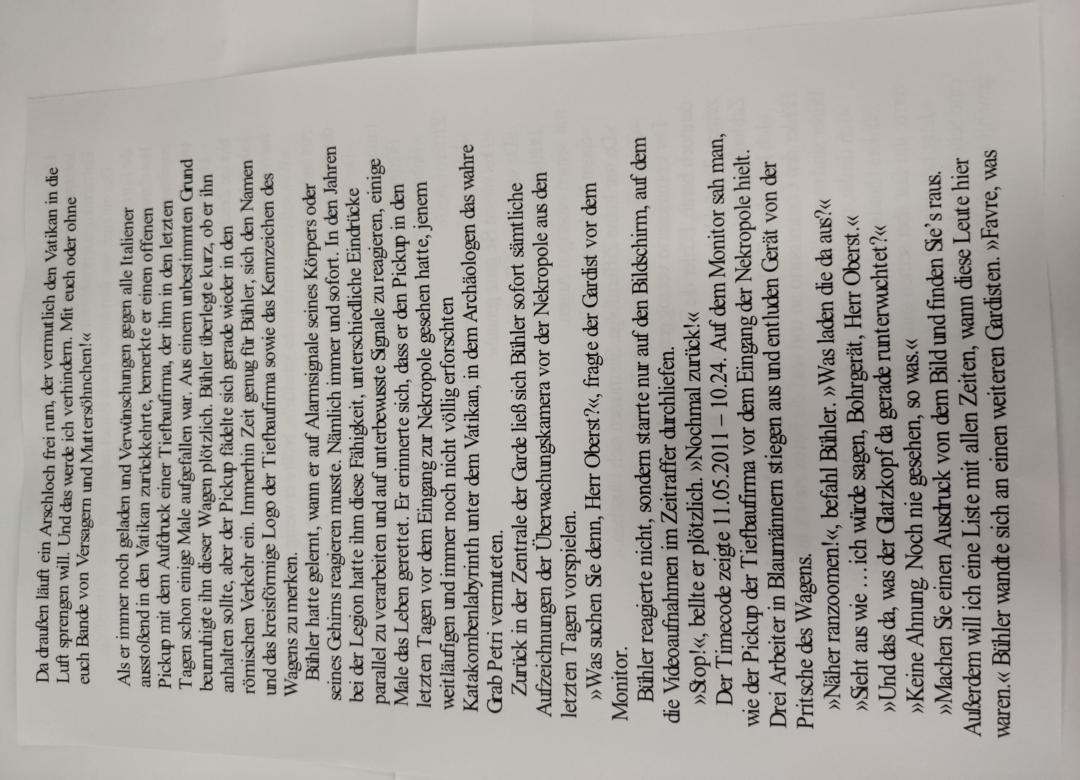 Da draußen läuft ein Arschloch frei rum, der vermutlich den Vatikan in die
Luft sprengen will. Und das werde ich verhindern. Mit euch oder ohne
euch Bande von Versagern und Muttersöhnchen!«
Als er immer noch geladen und Verwünschungen gegen alle Italiener
ausstoßend in den Vatikan zurückkehrte, bemerkte er einen offenen
Pickup mit dem Aufdruck einer Tiefbaufirma, der ihm in den letzten
Tagen schon einige Male aufgefallen war. Aus einem unbestimmten Grund
beunruhigte ihn dieser Wagen plötzlich. Bühler überlegte kurz, ob er ihn
anhalten sollte, aber der Pickup fädelte sich gerade wieder in den
römischen Verkehr ein. Immerhin Zeit genug für Bühler, sich den Namen
und das kreisförmige Logo der Tiefbaufirma sowie das Kennzeichen des
Wagens zu merken.
Bühler hatte gelernt, wann er auf Alarmsignale seines Körpers oder
seines Gehirns reagieren musste. Nämlich immer und sofort. In den Jahren
bei der Legion hatte ihm diese Fähigkeit, unterschiedliche Eindrücke
parallel zu verarbeiten und auf unterbewusste Signale zu reagieren, einige
Male das Leben gerettet. Er erinnerte sich, dass er den Pickup in den
letzten Tagen vor dem Eingang zur Nekropole gesehen hatte, jenem
weitläufigen und immer noch nicht völlig erforschten
Katakombenlabyrinth unter dem Vatikan, in dem Archäologen das wahre
Grab Petri vermuteten.
Zurück in der Zentrale der Garde ließ sich Bühler sofort sämtliche
Aufzeichnungen der Überwachungskamera vor der Nekropole aus den
letzten Tagen vorspielen.
»Was suchen Sie denn, Herr Oberst?«, fragte der Gardist vor dem
Monitor.
Bühler reagierte nicht, sondern starrte nur auf den Bildschirm, auf dem
die Videoaufnahmen im Zeitraffer durchliefen.
»Stop!«, bellte er plötzlich. »Nochmal zurück!«
Der Timecode zeigte 11.05.2011 – 10.24. Auf dem Monitor sah man,
wie der Pickup der Tiefbaufirma vor dem Eingang der Nekropole hielt.
Drei Arbeiter in Blaumännern stiegen aus und entluden Gerät von der
Pritsche des Wagens.
»Näher ranzoomen!«, befahl Bühler. »Was laden die da aus?«
»Sieht aus wie … ich würde sagen, Bohrgerät, Herr Oberst.«
»Und das da, was der Glatzkopf da gerade runterwuchtet?«
»Keine Ahnung. Noch nie gesehen, so was.«
»Machen Sie einen Ausdruck von dem Bild und finden Sie's raus.
Außerdem will ich eine Liste mit allen Zeiten, wann diese Leute hier
waren.« Bühler wandte sich an einen weiteren Gardisten. »Favre, was